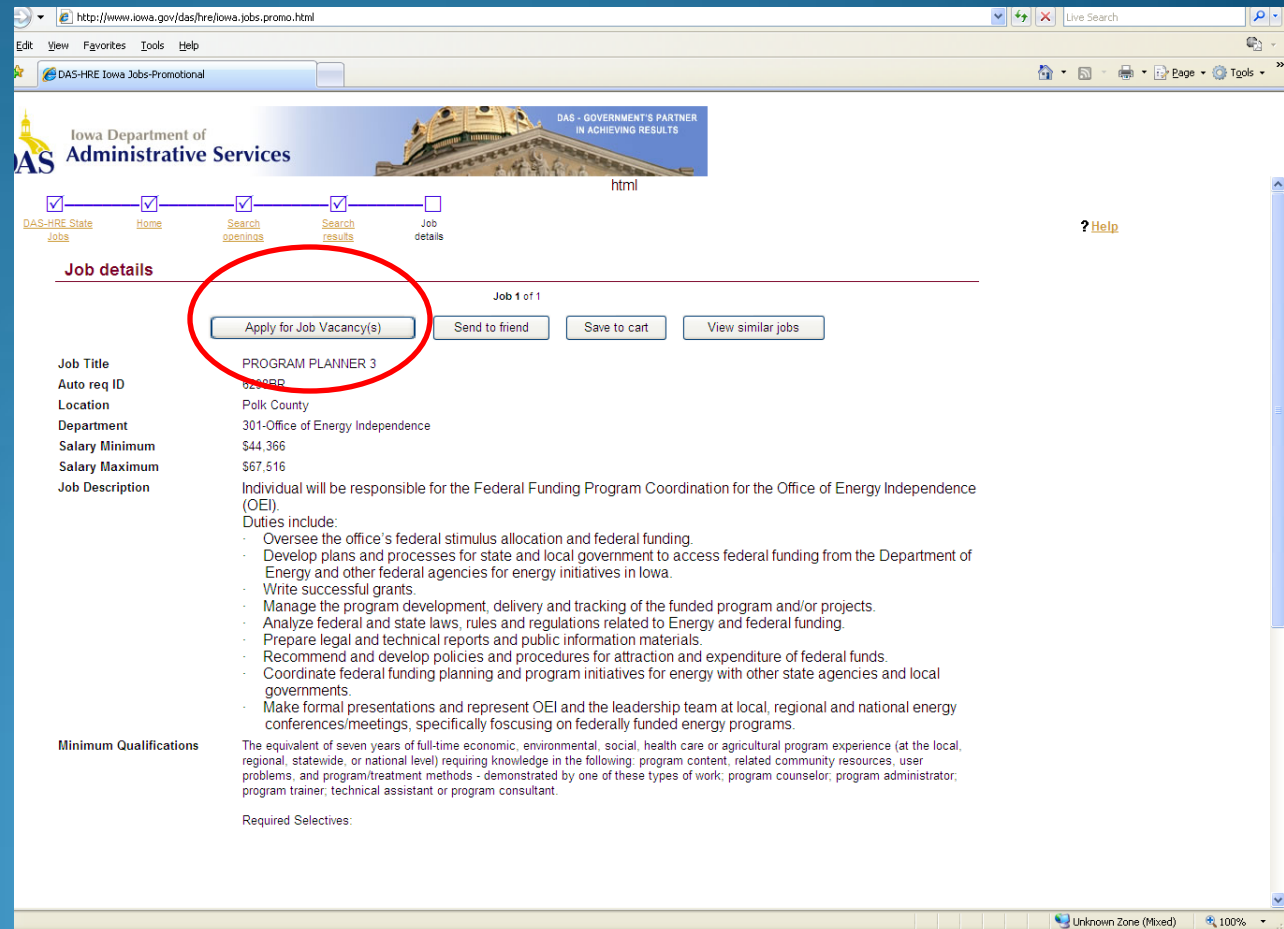 http://www.iowa.gov/das/hre/iowa.jobs.promo.html
Live Search
Edit View Favorites Tools Help
DAS-HRE Iowa Jobs-Promotional
Page Tools
DAS - GOVERNMENT'S PARTNER
IN ACHIEVING RESULTS
Iowa Department of
Administrative Services
html
DAS-HRE State
Jobs
Home
Search
openings
Search
results
Job
details
? Help
Job details
Job 1 of 1
Apply for Job Vacancy(s) Send to friend Save to cart View similar jobs
Job Title PROGRAM PLANNER 3
Auto req ID
Location Polk County
Department 301-Office of Energy Independence
Salary Minimum $44,366
Salary Maximum $67,516
Job Description Individual will be responsible for the Federal Funding Program Coordination for the Office of Energy Independence
(OEI).
Duties include:
· Oversee the office's federal stimulus allocation and federal funding.
· Develop plans and processes for state and local government to access federal funding from the Department of
Energy and other federal agencies for energy initiatives in Iowa.
· Write successful grants.
· Manage the program development, delivery and tracking of the funded program and/or projects.
· Analyze federal and state laws, rules and regulations related to Energy and federal funding.
· Prepare legal and technical reports and public information materials.
· Recommend and develop policies and procedures for attraction and expenditure of federal funds.
· Coordinate federal funding planning and program initiatives for energy with other state agencies and local
governments.
· Make formal presentations and represent OEI and the leadership team at local, regional and national energy
conferences/meetings, specifically foscusing on federally funded energy programs.
Minimum Qualifications The equivalent of seven years of full-time economic, environmental, social, health care or agricultural program experience (at the local,
regional, statewide, or national level) requiring knowledge in the following: program content, related community resources, user
problems, and program/treatment methods - demonstrated by one of these types of work; program counselor; program administrator;
program trainer; technical assistant or program consultant.
Required Selectives:
Unknown Zone (Mixed) 100%